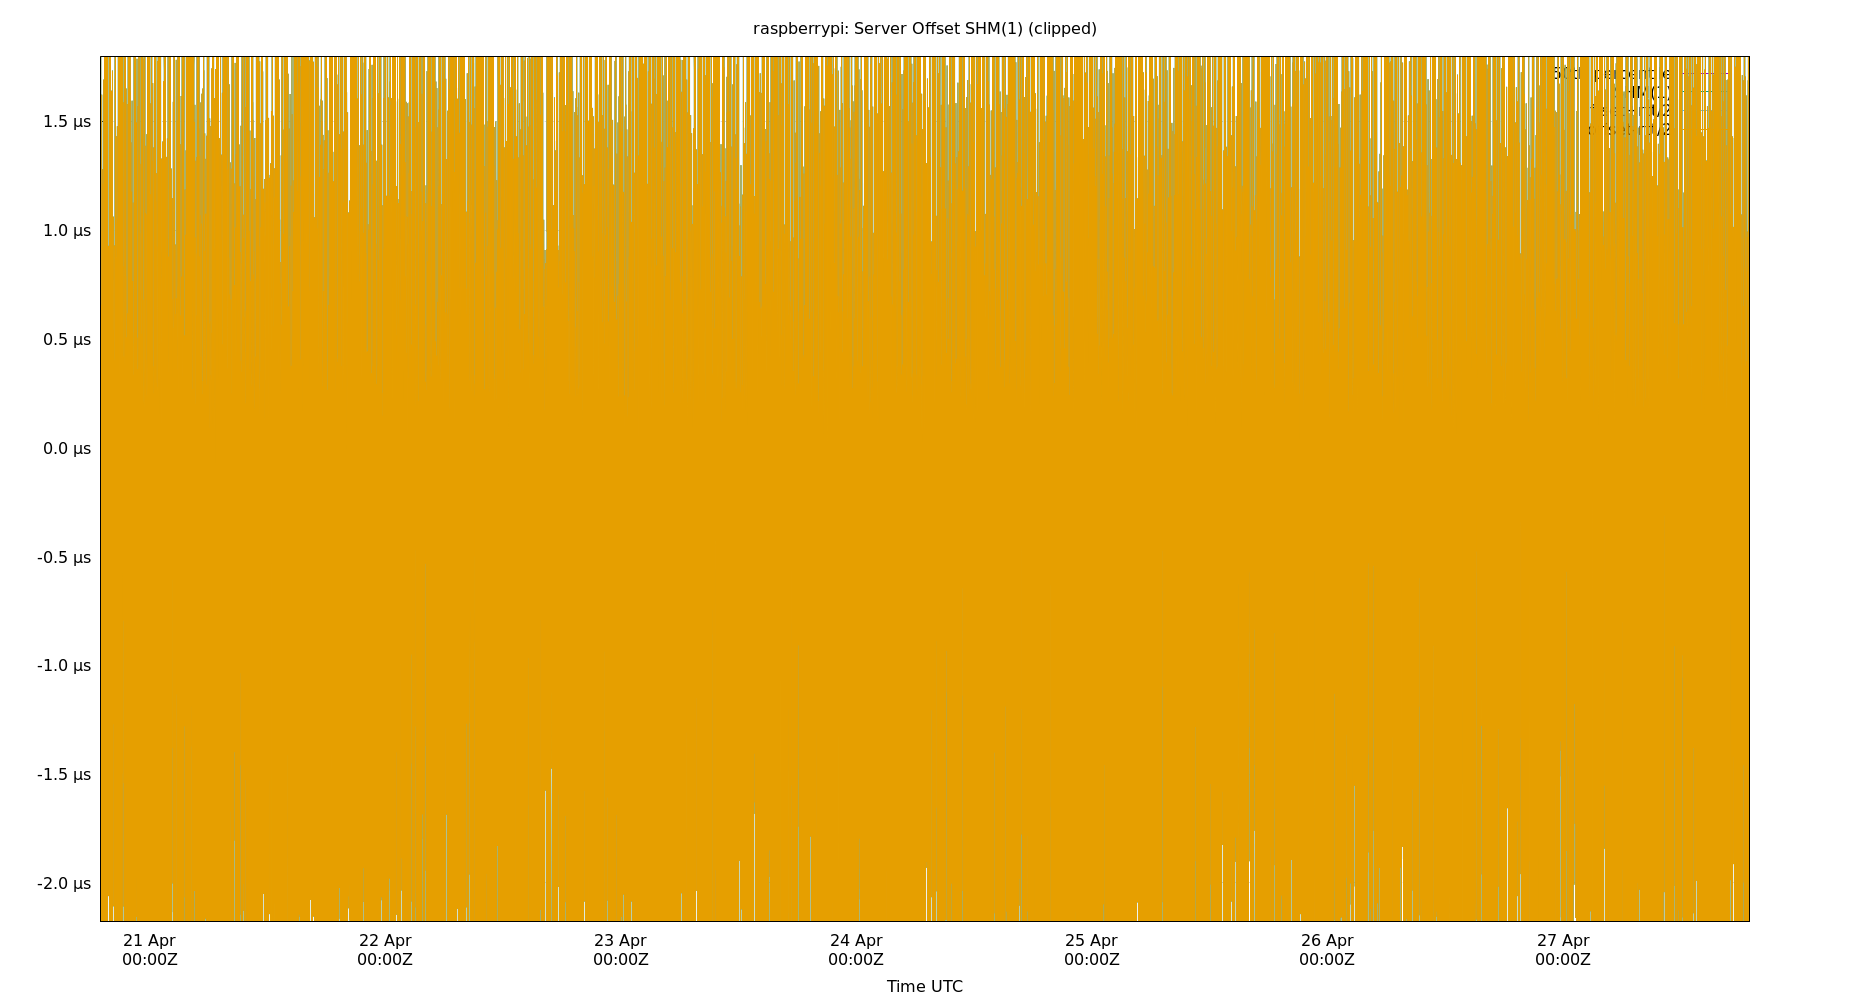 raspberrypi: Server Offset SHM(1) (clipped)
1.5 µs
1.0 µs
0.5 µs
0.0 µs
-0.5 µs
-1.0 µs
-1.5 µs
-2.0 µs
21 Apr
00:00Z
22 Apr
00:00Z
23 Apr
00:00Z
24 Apr
00:00Z
25 Apr
00:00Z
26 Apr
00:00Z
27 Apr
00:00Z
Time UTC